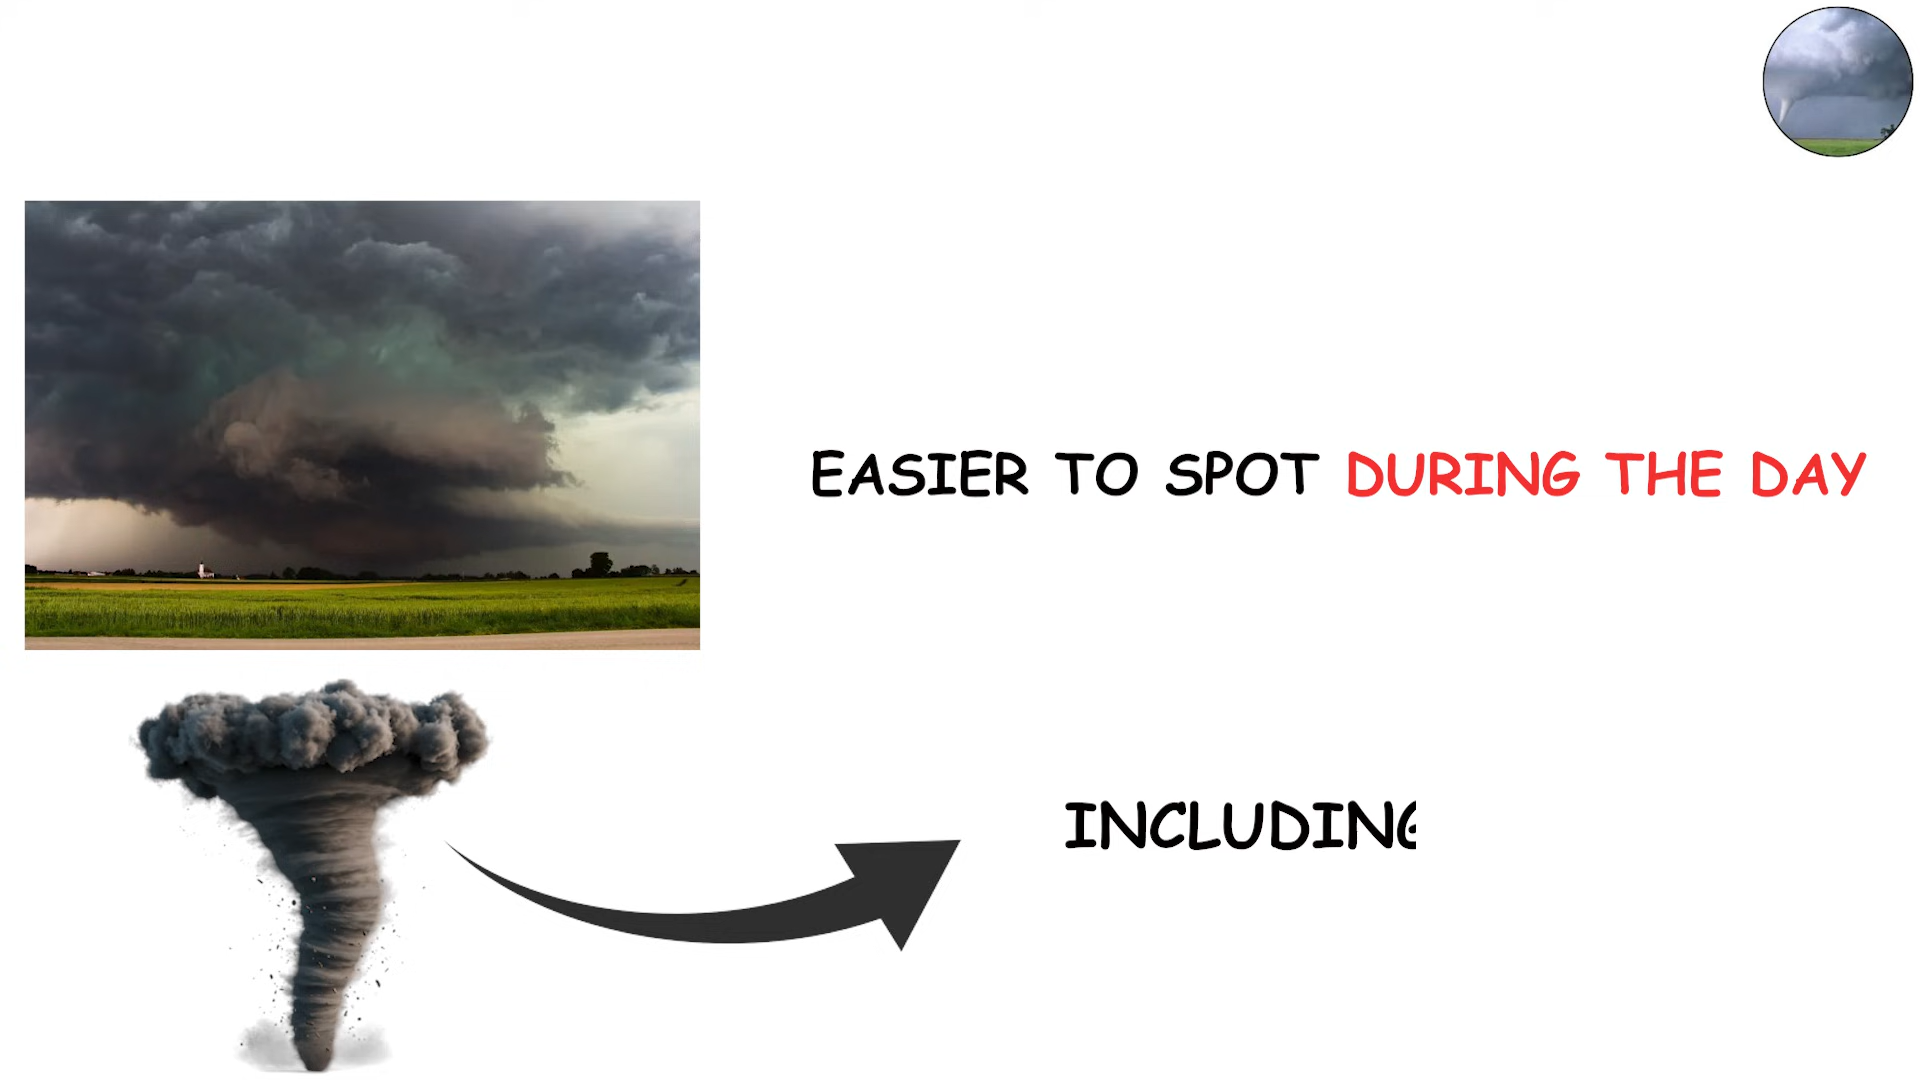 EASIER TO SPOT DURING THE DAY
INCLUDING